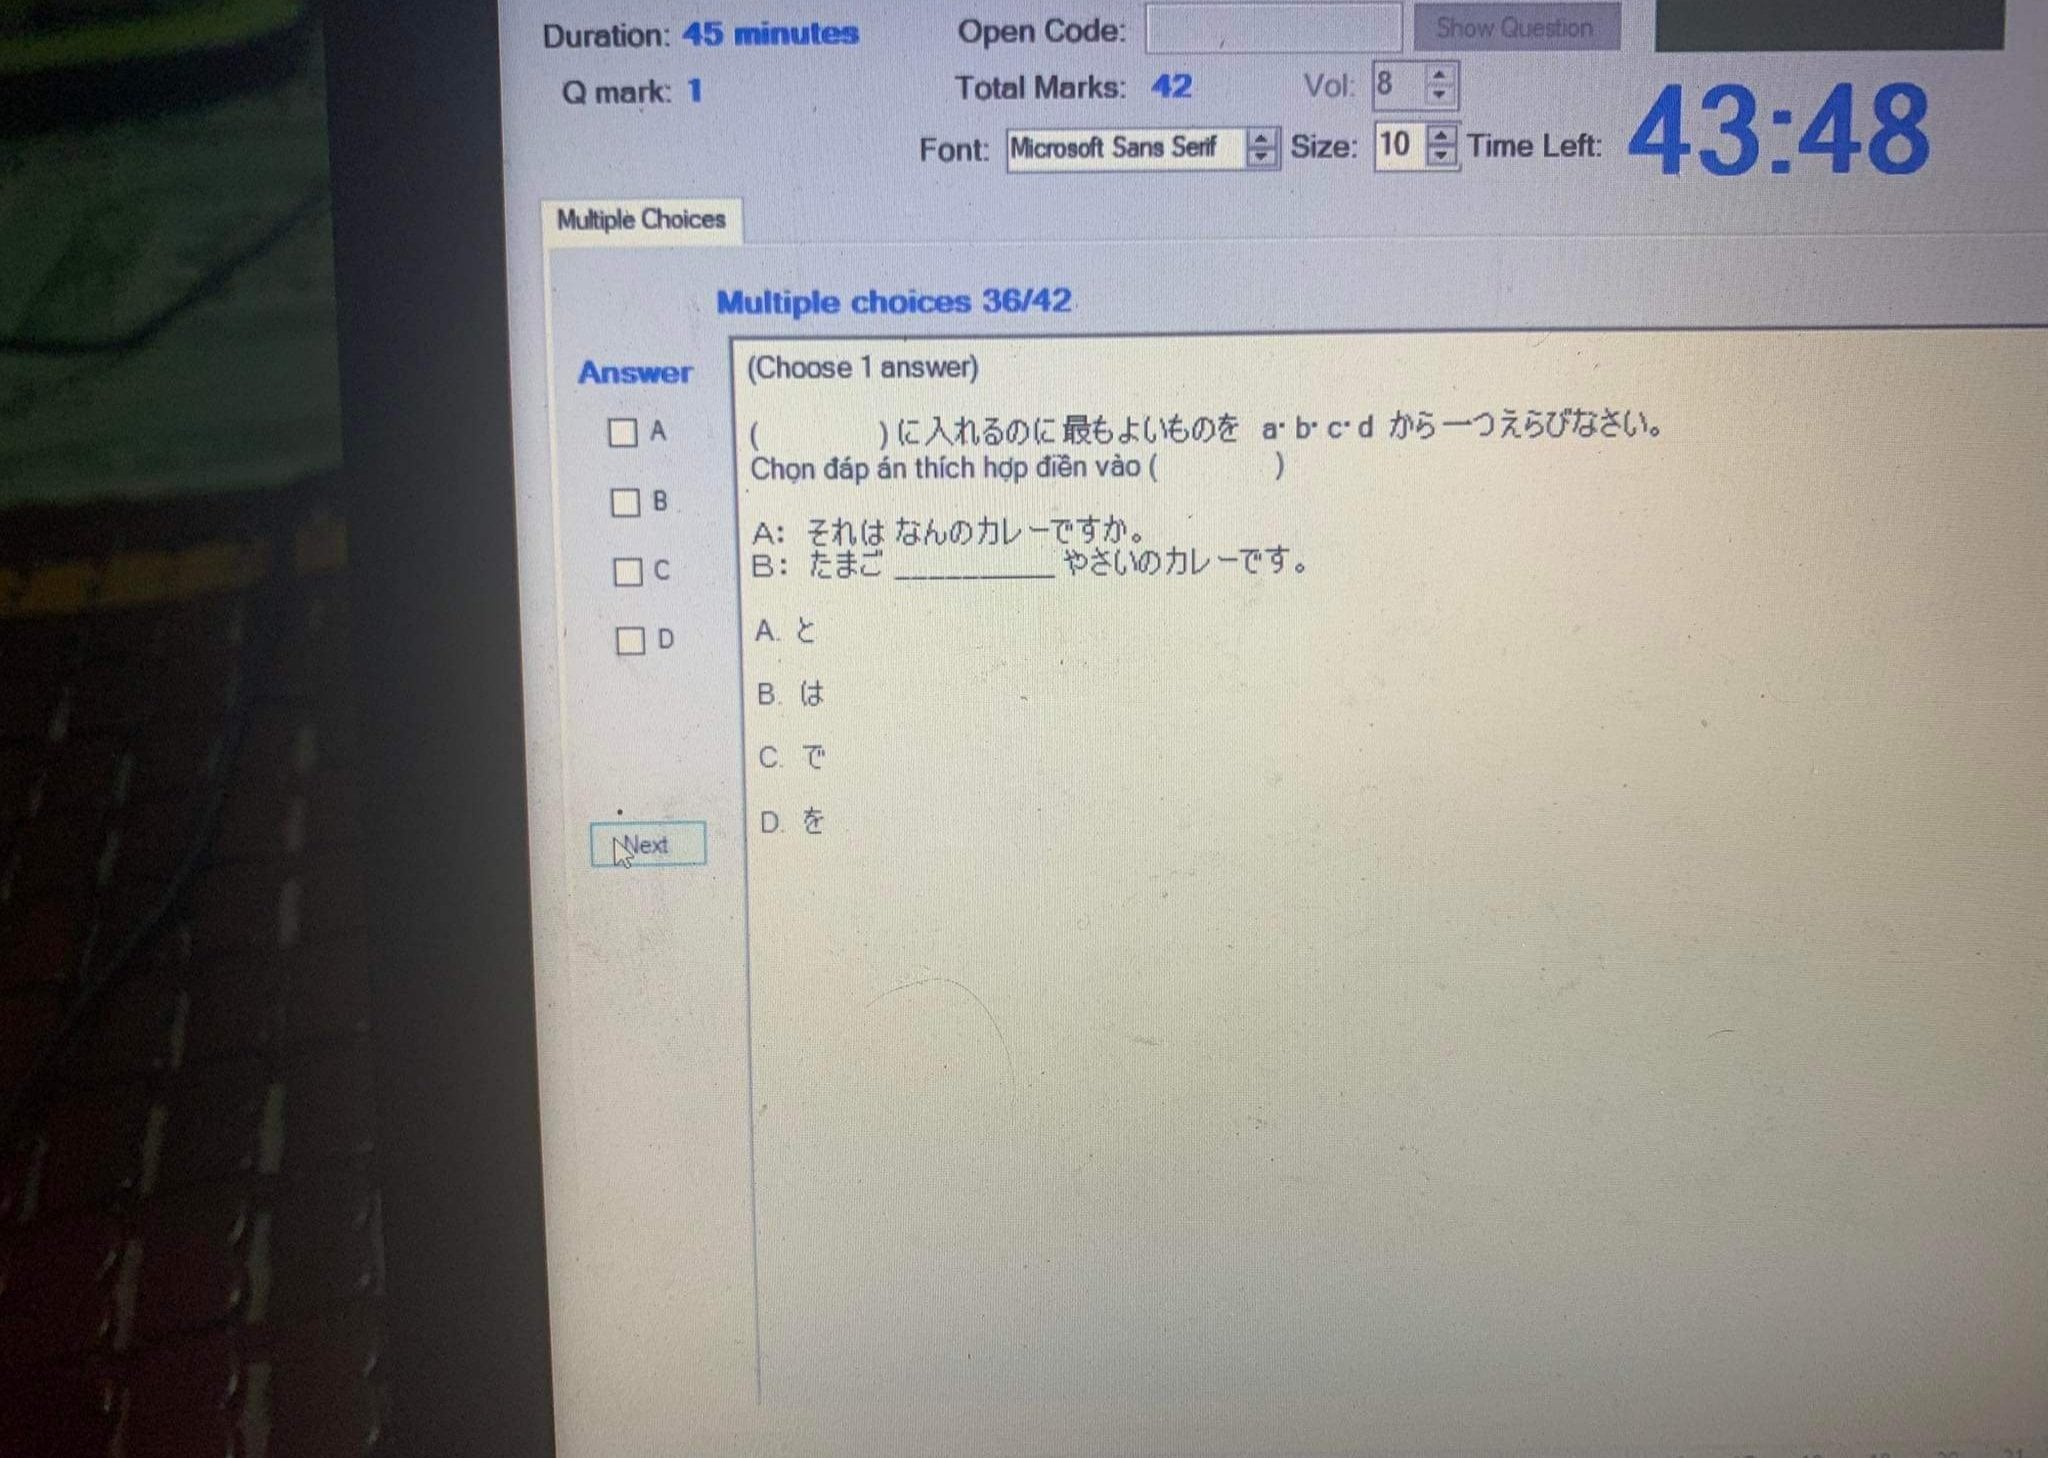 Duration: 45 minutes
Open Code:
Show Question
Q mark: 1
Total Marks: 42
Vol: 8
Font: Microsoft Sans Serif
Size: 10
Time Left: 43:48
Multiple Choices
Multiple choices 36/42
Answer
A
B
C
D
Next
(Choose 1 answer)
( ) に入れるのに 最もよいものを a・b・c・d から 一つえらびなさい。
Chọn đáp án thích hợp điền vào ( )
A: それは なんのカレーですか。
B: たまご __________ やさいのカレーです。
A. と
B. は
C. で
D. を